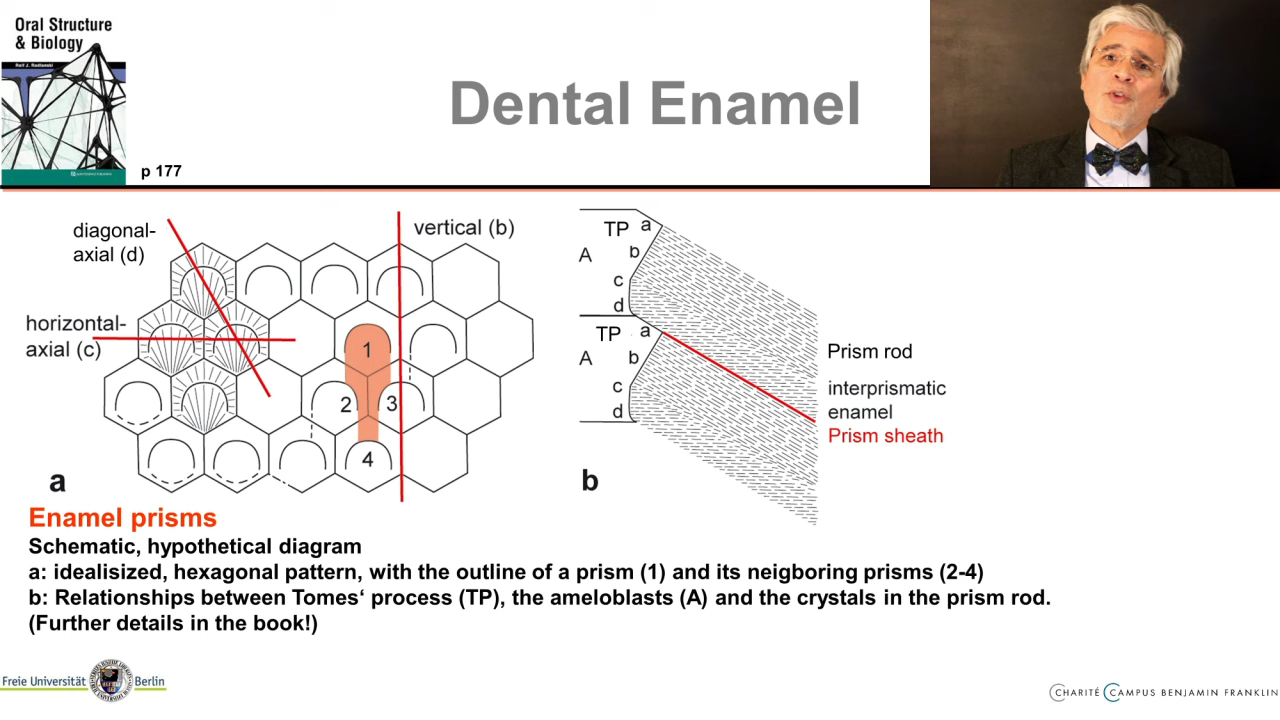 Oral Structure
& Biology
Ralf J. Radlanski
p 177
Dental Enamel
diagonal-
axial (d)
vertical (b)
horizontal-
axial (c)
1
2
3
4
a
TP
a
A
b
c
d
TP
a
A
b
c
d
Prism rod
interprismatic
enamel
Prism sheath
b
Enamel prisms
Schematic, hypothetical diagram
a: idealisized, hexagonal pattern, with the outline of a prism (1) and its neigboring prisms (2-4)
b: Relationships between Tomes‘ process (TP), the ameloblasts (A) and the crystals in the prism rod.
(Further details in the book!)
Freie Universität Berlin
CHARITÉ CAMPUS BENJAMIN FRANKLIN